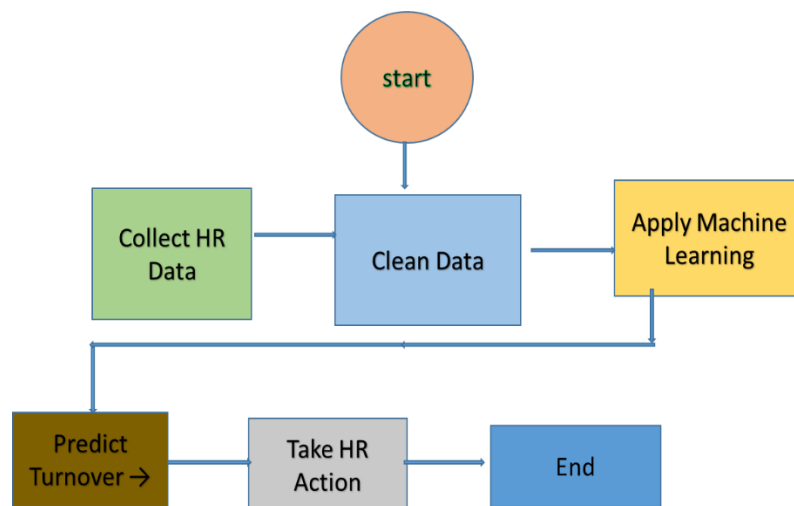 start
Collect HR
Data
Clean Data
Apply Machine
Learning
Predict
Turnover →
Take HR
Action
End